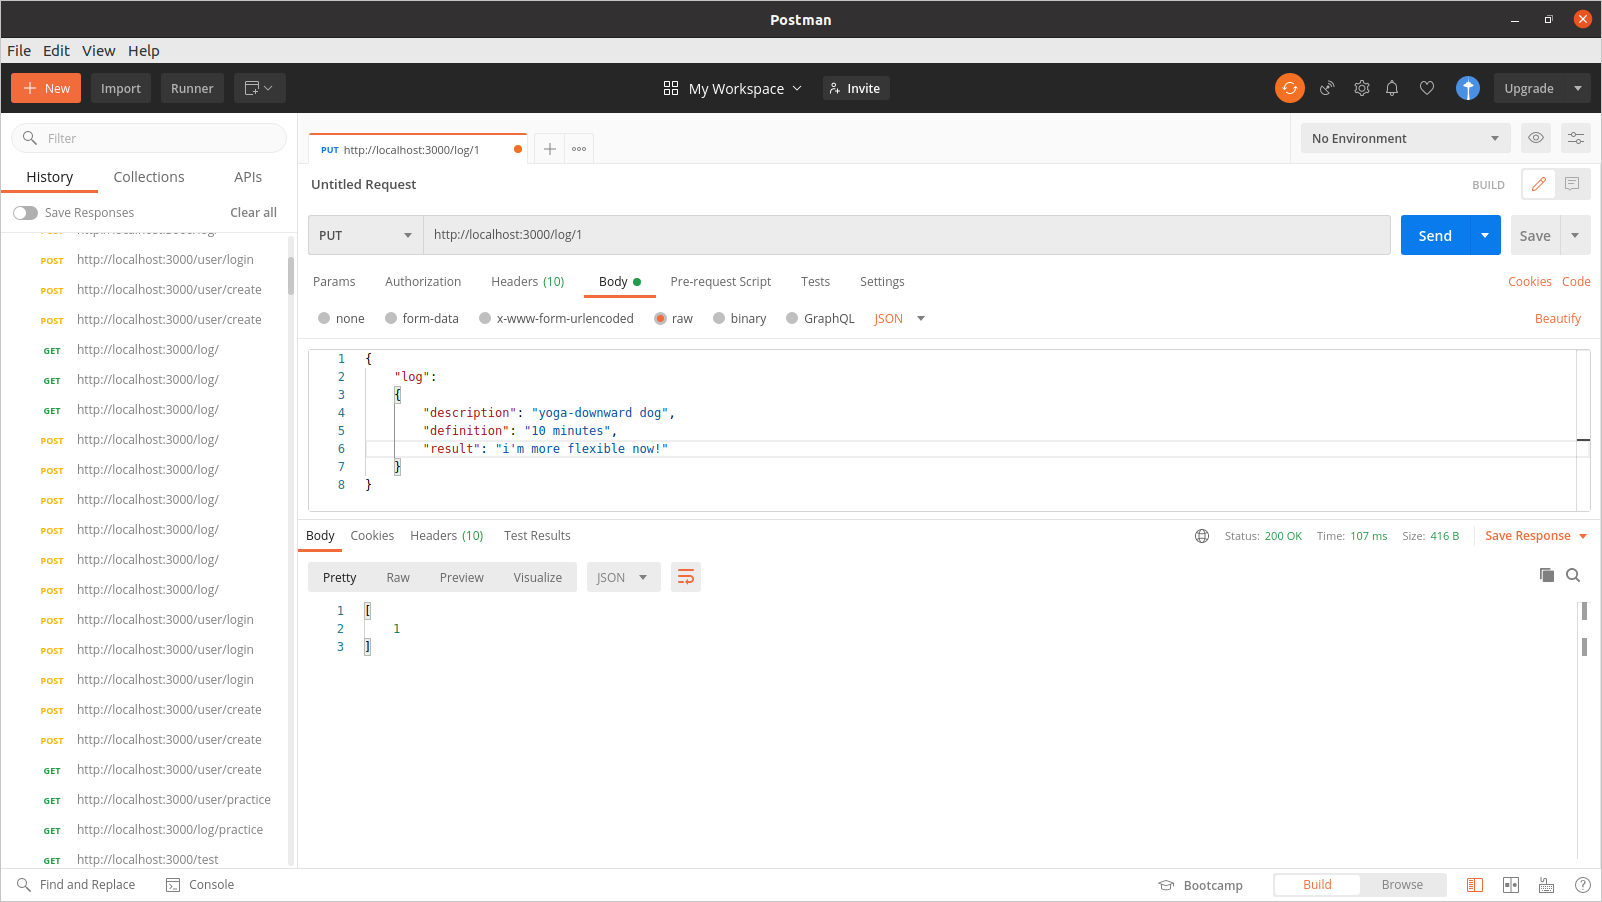 Postman
File Edit View Help
New Import Runner My Workspace Invite Upgrade
Filter
History Collections APIs
Save Responses Clear all
POST http://localhost:3000/user/login
POST http://localhost:3000/user/create
POST http://localhost:3000/user/create
GET http://localhost:3000/log/
GET http://localhost:3000/log/
GET http://localhost:3000/log/
POST http://localhost:3000/log/
POST http://localhost:3000/log/
POST http://localhost:3000/log/
POST http://localhost:3000/log/
POST http://localhost:3000/log/
POST http://localhost:3000/log/
POST http://localhost:3000/user/login
POST http://localhost:3000/user/login
POST http://localhost:3000/user/login
POST http://localhost:3000/user/create
POST http://localhost:3000/user/create
GET http://localhost:3000/user/create
GET http://localhost:3000/user/practice
GET http://localhost:3000/log/practice
GET http://localhost:3000/test
PUT http://localhost:3000/log/1
No Environment
Untitled Request
BUILD
PUT http://localhost:3000/log/1 Send Save
Params Authorization Headers (10) Body Pre-request Script Tests Settings Cookies Code
none form-data x-www-form-urlencoded raw binary GraphQL JSON Beautify
1 {
2 "log":
3 {
4 "description": "yoga-downward dog",
5 "definition": "10 minutes",
6 "result": "i'm more flexible now!"
7 }
8 }
Body Cookies Headers (10) Test Results Status: 200 OK Time: 107 ms Size: 416 B Save Response
Pretty Raw Preview Visualize JSON
1 [
2 1
3 ]
Find and Replace Console Bootcamp Build Browse